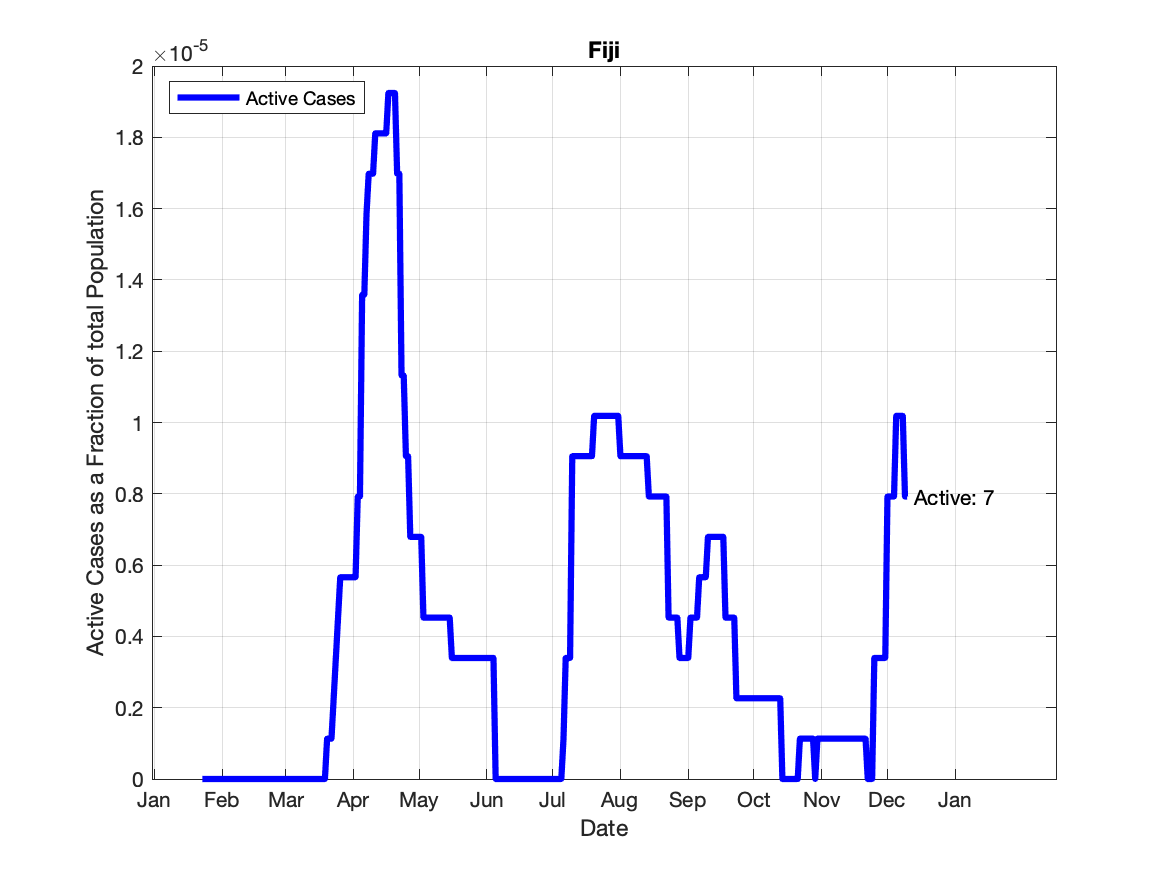 Fiji
×10-5
Active Cases
2
1.8
1.6
1.4
1.2
1
0.8
0.6
0.4
0.2
0
Active Cases as a Fraction of total Population
Active: 7
Jan Feb Mar Apr May Jun Jul Aug Sep Oct Nov Dec Jan
Date